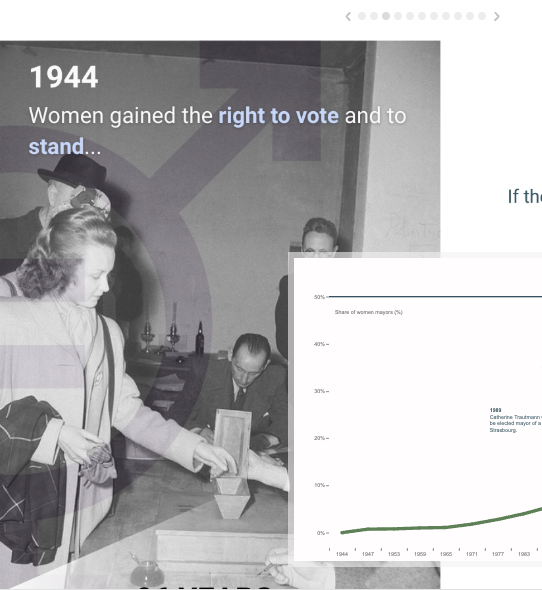 1944
Women gained the right to vote and to
stand...
If the
50%
Share of women mayors (%)
40%
30%
1989
Catherine Trautmann
be elected mayor of a
Strasbourg.
20%
10%
0%
1944 1947 1953 1959 1965 1971 1977 1983